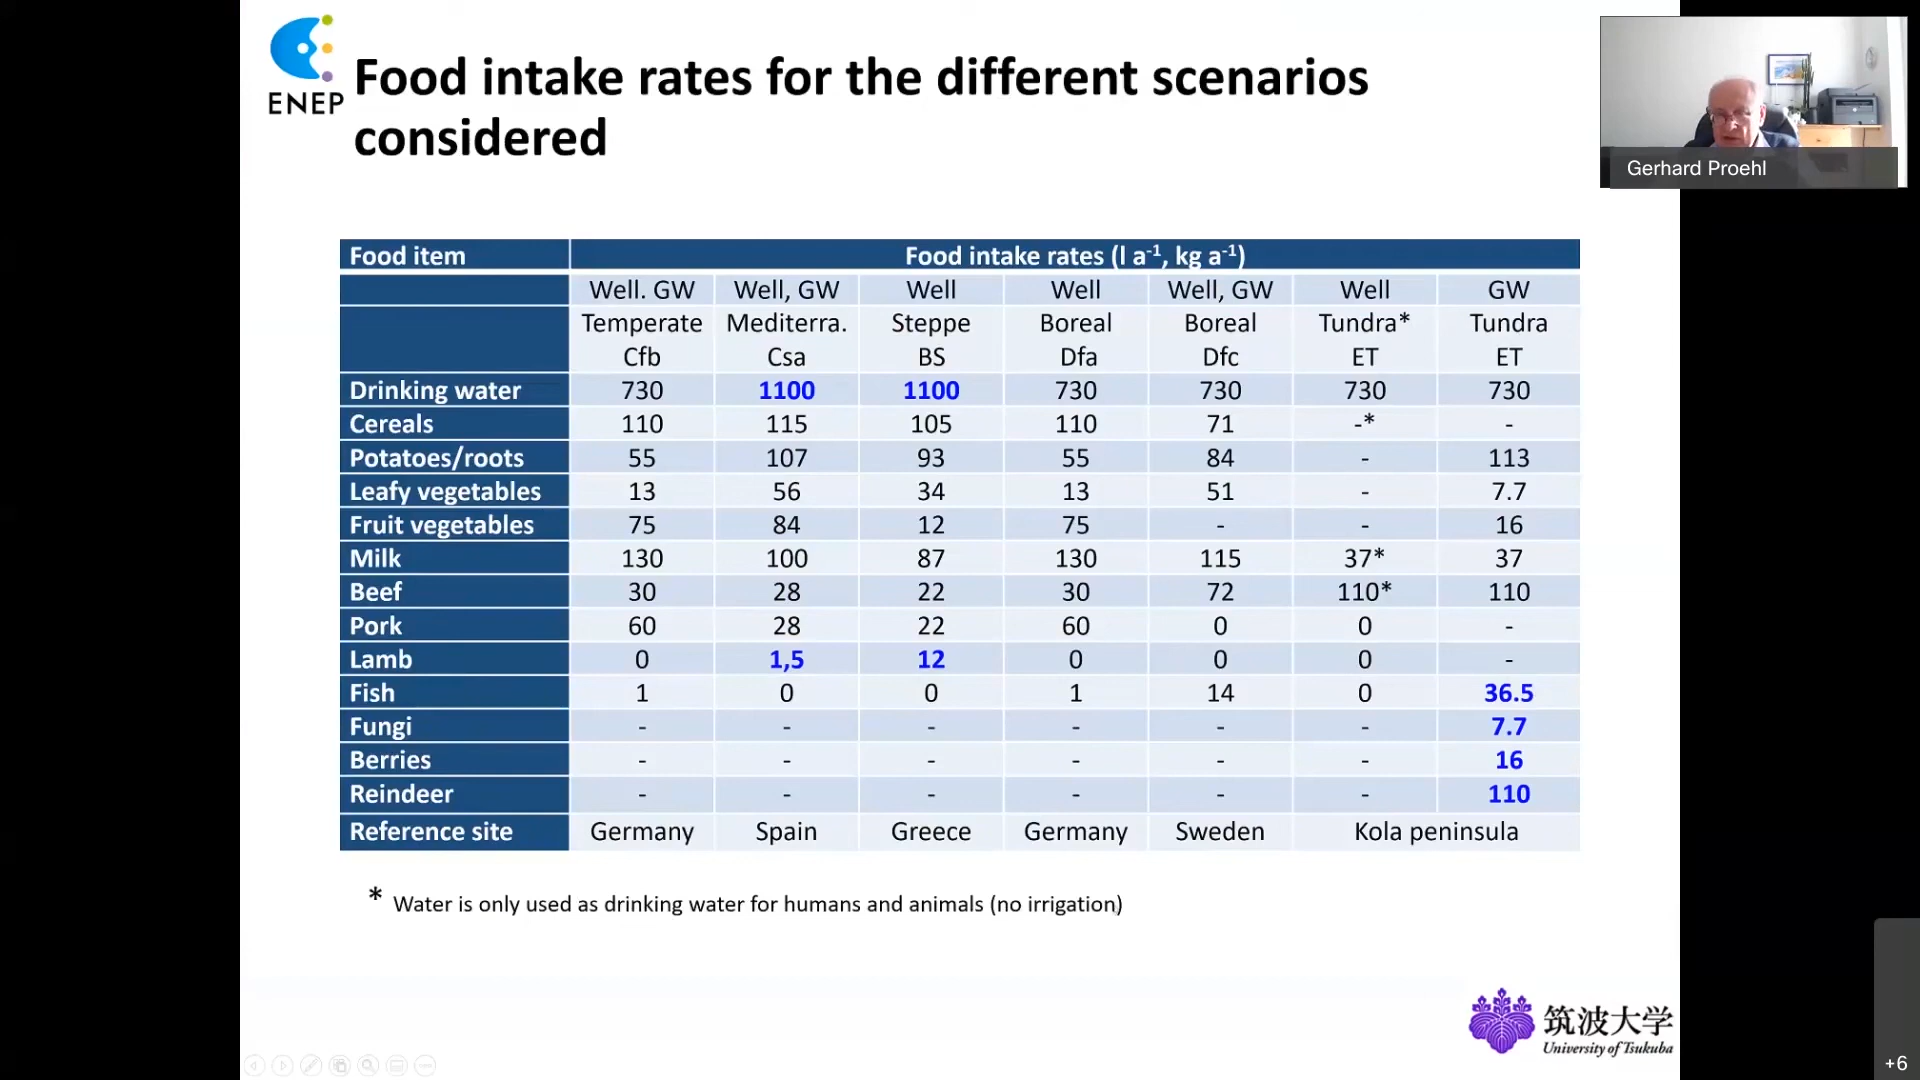 ENEP
Food intake rates for the different scenarios
considered
Gerhard Proehl
Food item Food intake rates (l a-1, kg a-1)
Well. GW Well, GW Well Well Well, GW Well GW
Temperate Mediterra. Steppe Boreal Boreal Tundra* Tundra
Cfb Csa BS Dfa Dfc ET ET
Drinking water 730 1100 1100 730 730 730 730
Cereals 110 115 105 110 71 -* -
Potatoes/roots 55 107 93 55 84 - 113
Leafy vegetables 13 56 34 13 51 - 7.7
Fruit vegetables 75 84 12 75 - - 16
Milk 130 100 87 130 115 37* 37
Beef 30 28 22 30 72 110* 110
Pork 60 28 22 60 0 0 -
Lamb 0 1,5 12 0 0 0 -
Fish 1 0 0 1 14 0 36.5
Fungi - - - - - - 7.7
Berries - - - - - - 16
Reindeer - - - - - - 110
Reference site Germany Spain Greece Germany Sweden Kola peninsula
* Water is only used as drinking water for humans and animals (no irrigation)
筑波大学
University of Tsukuba
+6